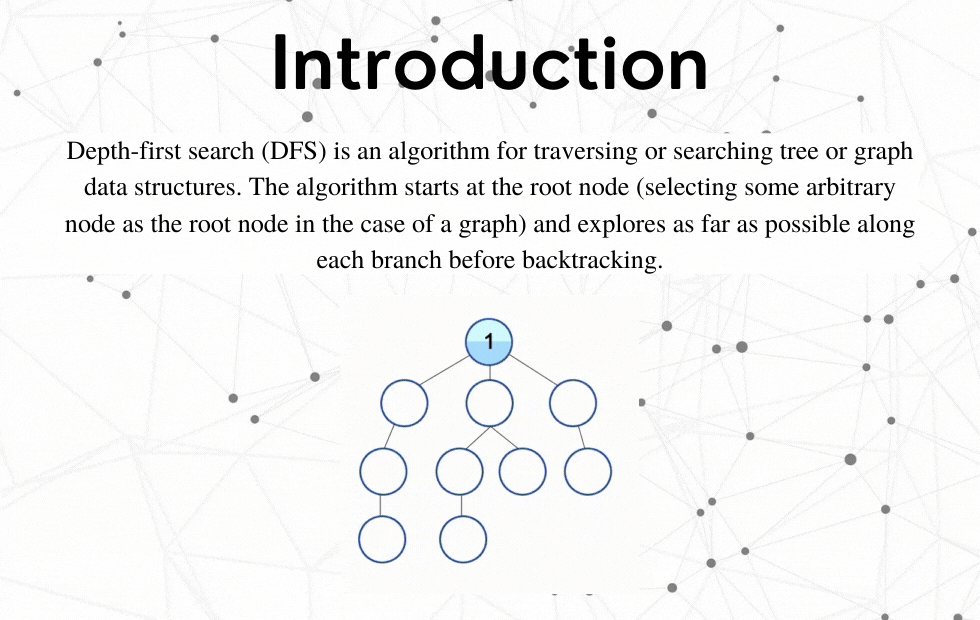 Introduction
Depth-first search (DFS) is an algorithm for traversing or searching tree or graph
data structures. The algorithm starts at the root node (selecting some arbitrary
node as the root node in the case of a graph) and explores as far as possible along
each branch before backtracking.
1